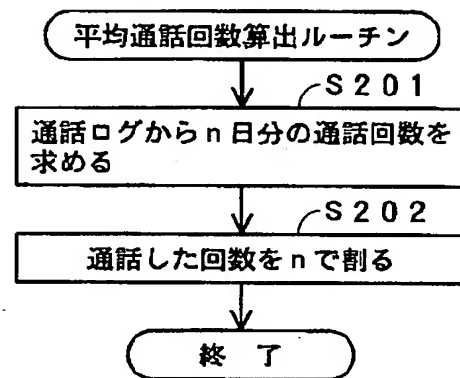 平均通話回数算出ルーチン
S201
通話ログからn日分の通話回数を
求める
S202
通話した回数をnで割る
終 了